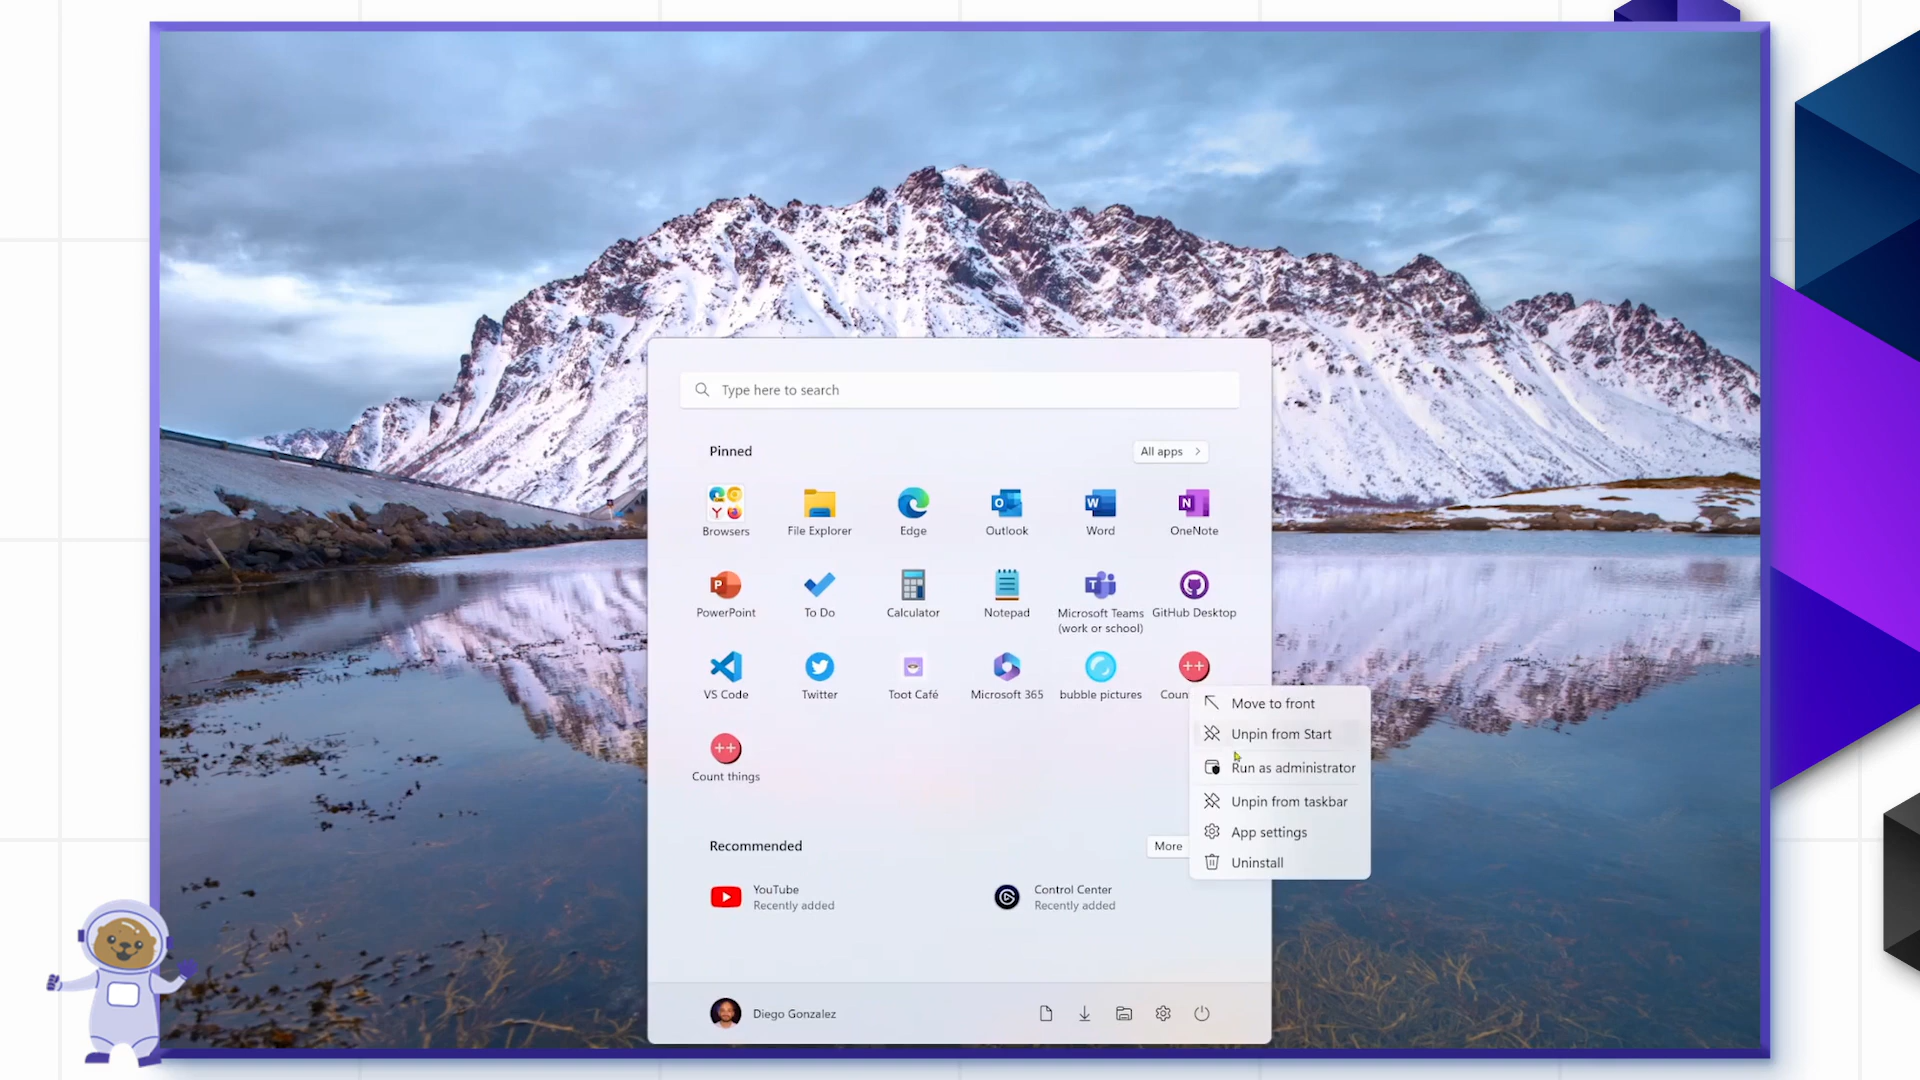 Type here to search
Pinned
All apps
Browsers
File Explorer
Edge
Outlook
Word
OneNote
PowerPoint
To Do
Calculator
Notepad
Microsoft Teams
(work or school)
GitHub Desktop
VS Code
Twitter
Toot Café
Microsoft 365
bubble pictures
Coun
Count things
Move to front
Unpin from Start
Run as administrator
Unpin from taskbar
App settings
Uninstall
Recommended
More
YouTube
Recently added
Control Center
Recently added
Diego Gonzalez